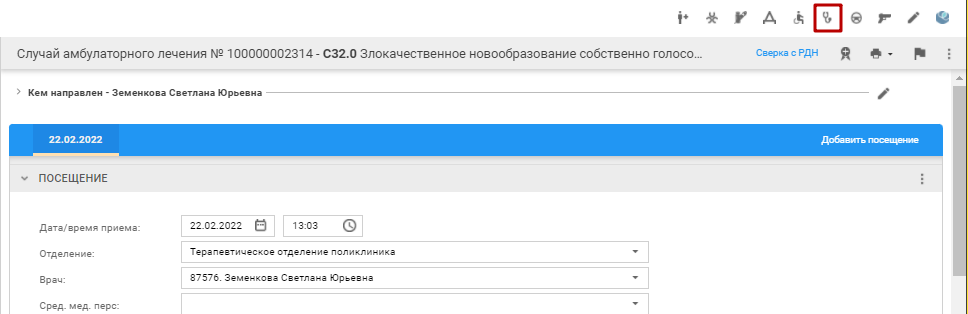 Случай амбулаторного лечения № 100000002314 - C32.0 Злокачественное новообразование собственно голосо...
Сверка с РДН
Кем направлен - Земенкова Светлана Юрьевна
22.02.2022
Добавить посещение
ПОСЕЩЕНИЕ
Дата/время приема: 22.02.2022 13:03
Отделение: Терапевтическое отделение поликлиника
Врач: 87576. Земенкова Светлана Юрьевна
Сред. мед. перс: